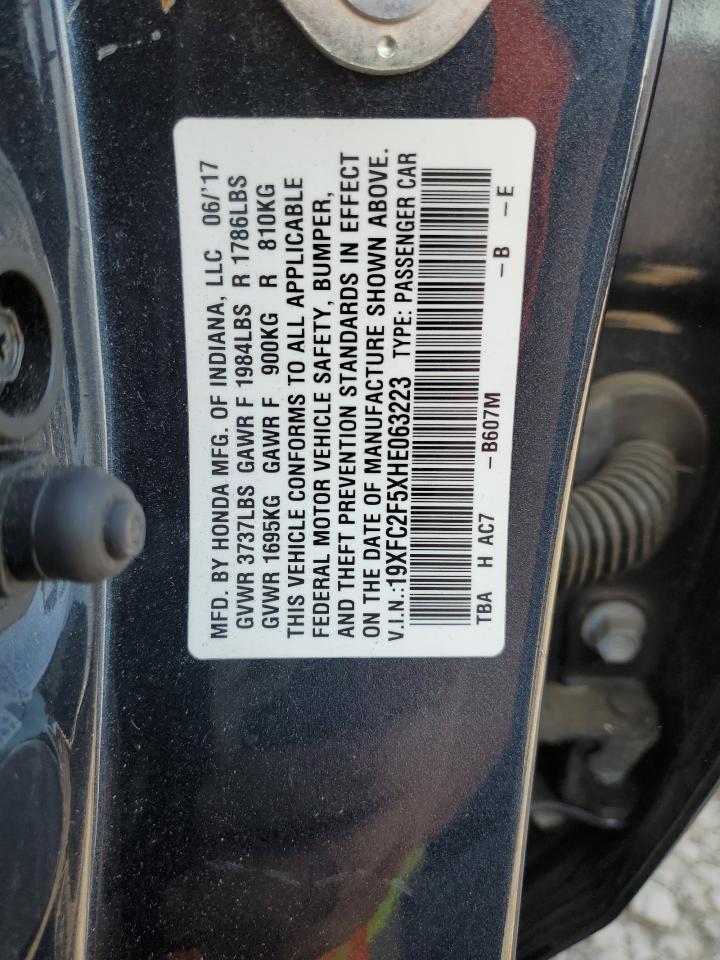 MFD. BY HONDA MFG. OF INDIANA, LLC 06/'17
GVWR 3737LBS GAWR F 1984LBS R 1786LBS
GVWR 1695KG GAWR F 900KG R 810KG
THIS VEHICLE CONFORMS TO ALL APPLICABLE
FEDERAL MOTOR VEHICLE SAFETY, BUMPER,
AND THEFT PREVENTION STANDARDS IN EFFECT
ON THE DATE OF MANUFACTURE SHOWN ABOVE.
V.I.N.:19XFC2F5XHE063223 TYPE: PASSENGER CAR
TBA H AC7 -B607M -B -E